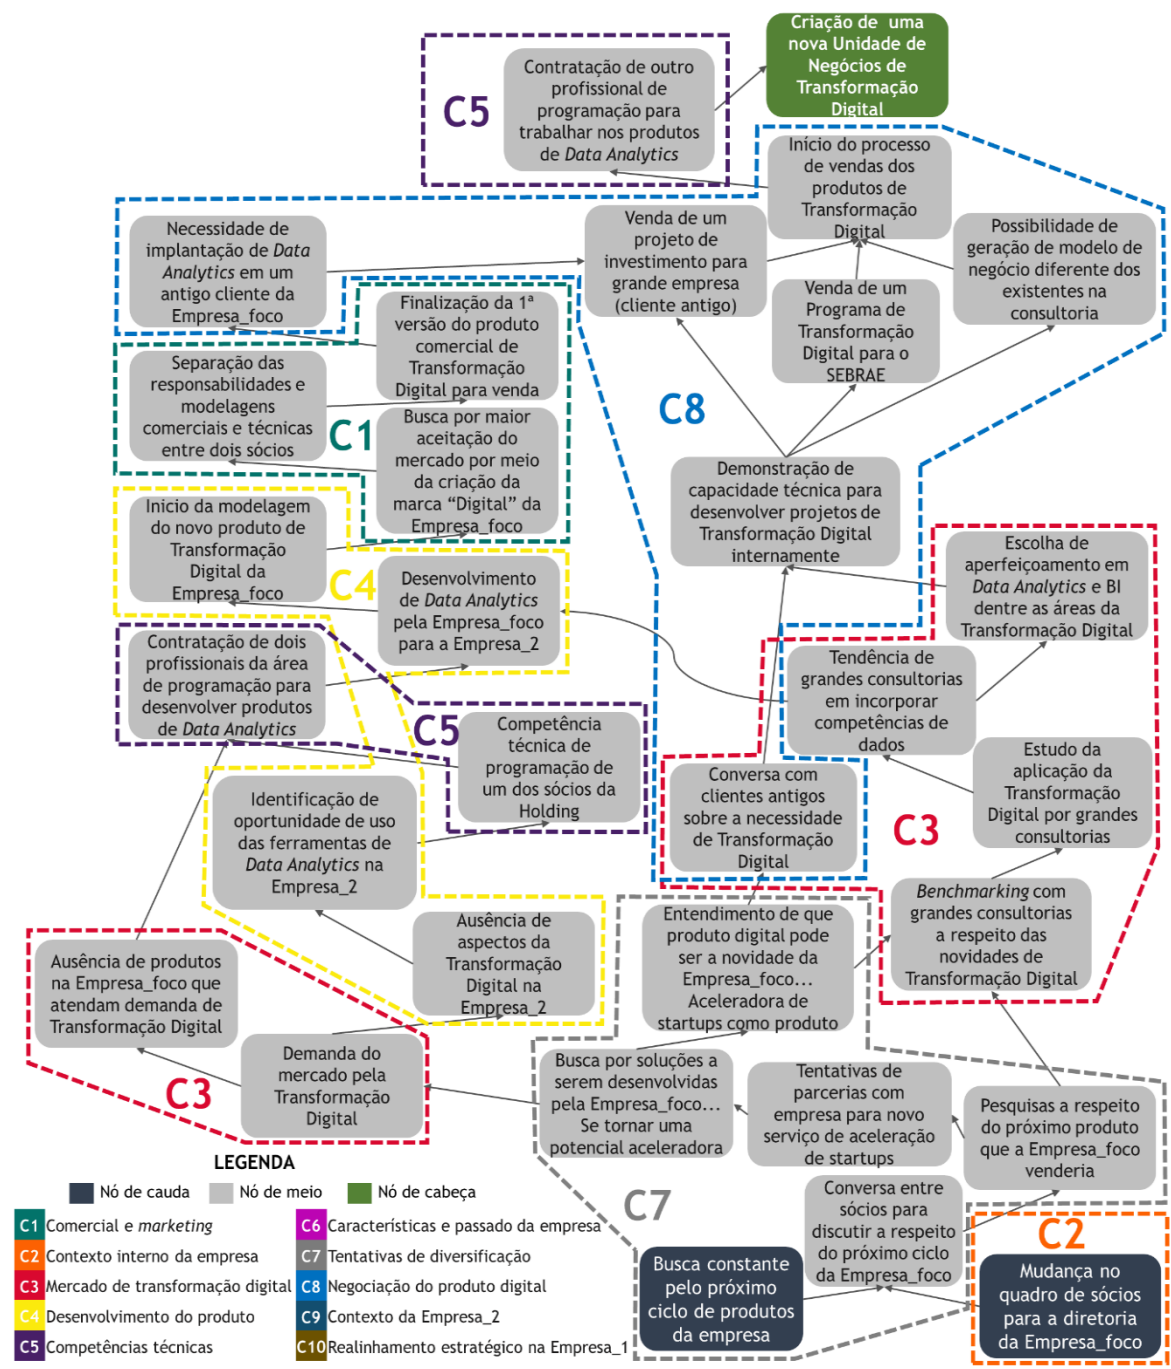 Criação de uma
nova Unidade de
Negócios de
Transformação
Digital
Contratação de outro
profissional de
programação para
trabalhar nos produtos
de Data Analytics
C5
Início do processo
de vendas dos
produtos de
Transformação
Digital
Necessidade de
implantação de Data
Analytics em um
antigo cliente da
Empresa_foco
Venda de um
projeto de
investimento para
grande empresa
(cliente antigo)
Possibilidade de
geração de modelo de
negócio diferente dos
existentes na
consultoria
Venda de um
Programa de
Transformação
Digital para o
SEBRAE
Finalização da 1ª
versão do produto
comercial de
Transformação
Digital para venda
Separação das
responsabilidades e
modelagens
comerciais e técnicas
entre dois sócios
C1
C8
Busca por maior
aceitação do
mercado por meio
da criação da
marca “Digital” da
Empresa_foco
Demonstração de
capacidade técnica para
desenvolver projetos de
Transformação Digital
internamente
Inicio da modelagem
do novo produto de
Transformação
Digital da
Empresa_foco
C4
Escolha de
aperfeiçoamento em
Data Analytics e BI
dentre as áreas da
Transformação Digital
Desenvolvimento
de Data Analytics
pela Empresa_foco
para a Empresa_2
Contratação de dois
profissionais da área
de programação para
desenvolver produtos
de Data Analytics
Tendência de
grandes consultorias
em incorporar
competências de
dados
C5
Competência
técnica de
programação de
um dos sócios da
Holding
Estudo da
aplicação da
Transformação
Digital por grandes
consultorias
Conversa com
clientes antigos
sobre a necessidade
de Transformação
Digital
C3
Identificação de
oportunidade de uso
das ferramentas de
Data Analytics na
Empresa_2
Benchmarking com
grandes consultorias
a respeito das
novidades de
Transformação Digital
Entendimento de que
produto digital pode
ser a novidade da
Empresa_foco...
Aceleradora de
startups como produto
Ausência de
aspectos da
Transformação
Digital na
Empresa_2
Ausência de produtos
na Empresa_foco que
atendam demanda de
Transformação Digital
Demanda do
mercado pela
Transformação
Digital
C3
Busca por soluções a
serem desenvolvidas
pela Empresa_foco...
Se tornar uma
potencial aceleradora
Tentativas de
parcerias com
empresa para novo
serviço de aceleração
de startups
Pesquisas a respeito
do próximo produto
que a Empresa_foco
venderia
C7
Conversa entre
sócios para
discutir a respeito
do próximo ciclo
da Empresa_foco
C2
Busca constante
pelo próximo
ciclo de produtos
da empresa
Mudança no
quadro de sócios
para a diretoria
da Empresa_foco
LEGENDA
Nó de cauda
Nó de meio
Nó de cabeça
C1 Comercial e marketing
C2 Contexto interno da empresa
C3 Mercado de transformação digital
C4 Desenvolvimento do produto
C5 Competências técnicas
C6 Características e passado da empresa
C7 Tentativas de diversificação
C8 Negociação do produto digital
C9 Contexto da Empresa_2
C10 Realinhamento estratégico na Empresa_1